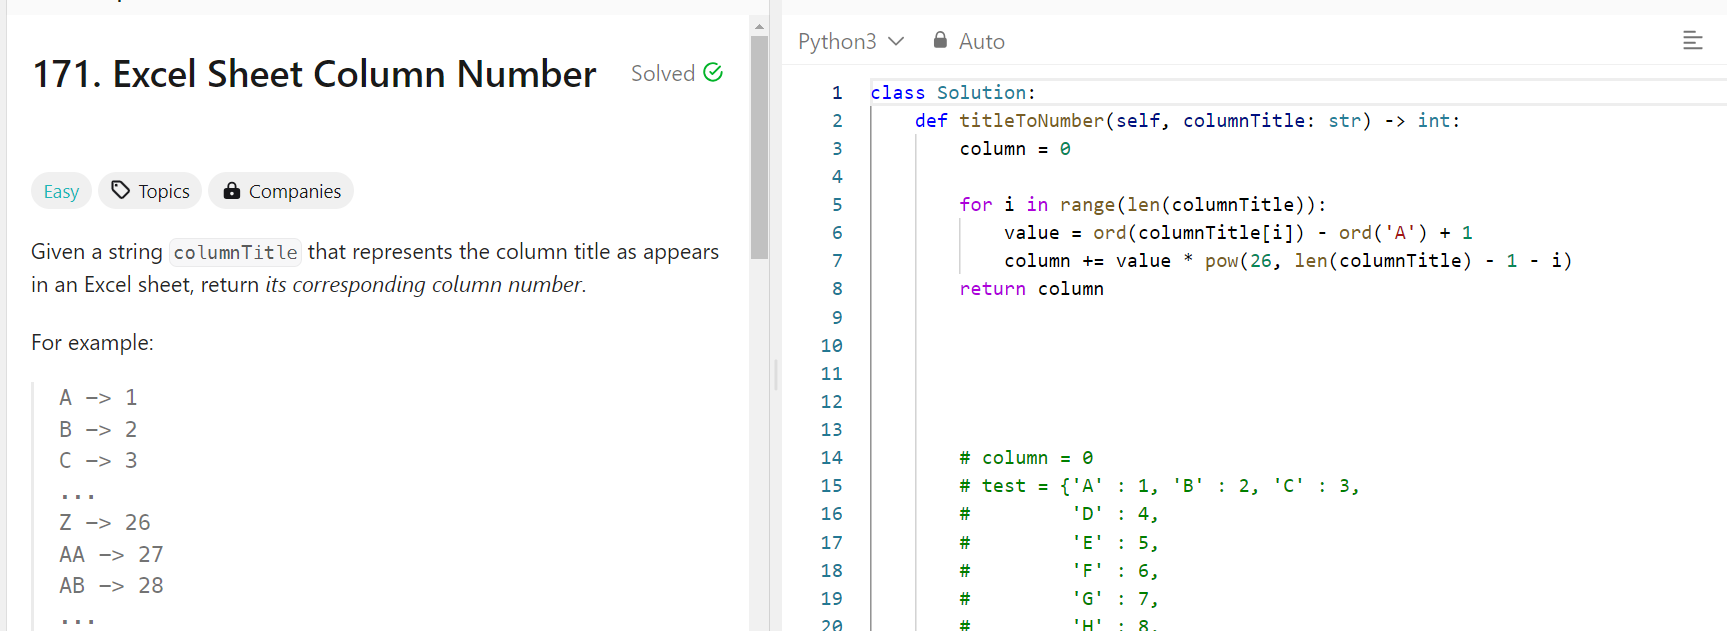 171. Excel Sheet Column Number
Solved
Easy
Topics
Companies
Given a string columnTitle that represents the column title as appears
in an Excel sheet, return its corresponding column number.
For example:
A -> 1
B -> 2
C -> 3
...
Z -> 26
AA -> 27
AB -> 28
...
Python3
Auto
1 class Solution:
2     def titleToNumber(self, columnTitle: str) -> int:
3         column = 0
4
5         for i in range(len(columnTitle)):
6             value = ord(columnTitle[i]) - ord('A') + 1
7             column += value * pow(26, len(columnTitle) - 1 - i)
8         return column
9
10
11
12
13
14         # column = 0
15         # test = {'A' : 1, 'B' : 2, 'C' : 3,
16         #         'D' : 4,
17         #         'E' : 5,
18         #         'F' : 6,
19         #         'G' : 7,
20         #         'H' : 8,